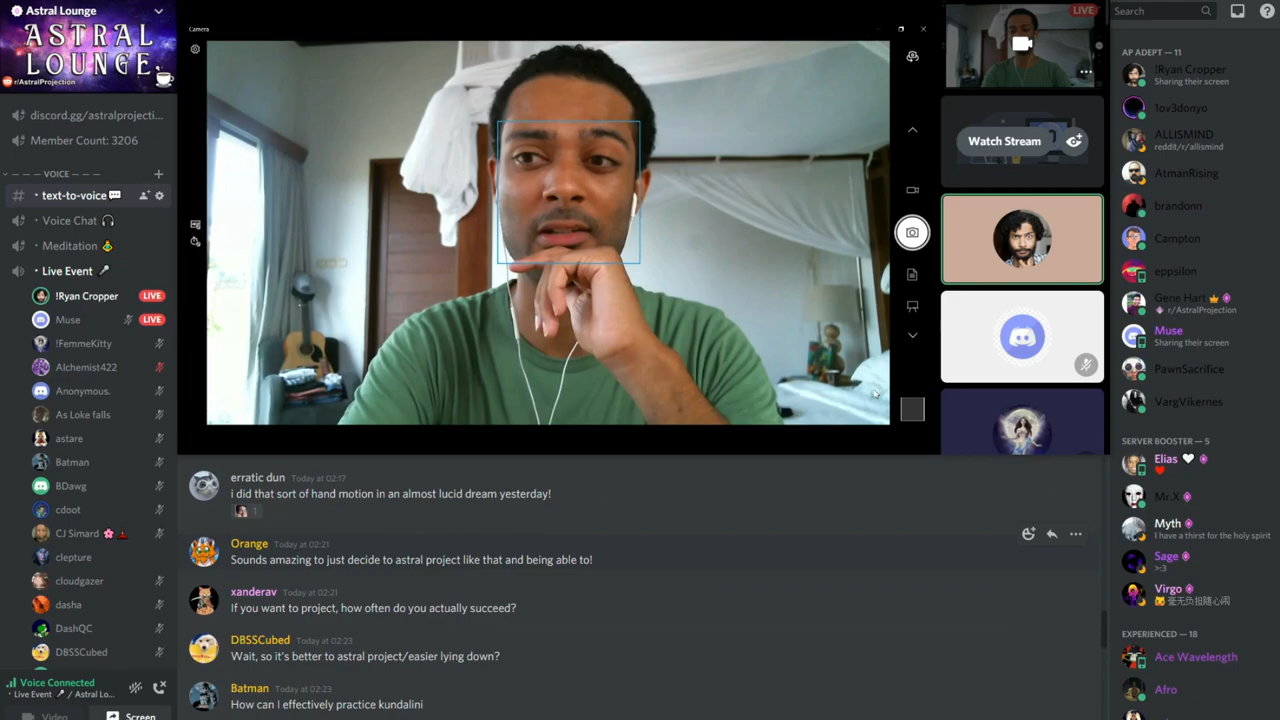 Astral Lounge
ASTRAL
LOUNGE
r/AstralProjection
discord.gg/astralprojecti...
Member Count: 3206
VOICE
text-to-voice
Voice Chat
Meditation
Live Event
!Ryan Cropper LIVE
Muse LIVE
!FemmeKitty
Alchemist422
Anonymous.
As Loke falls
astare
Batman
BDawg
cdoot
CJ Simard
clepture
cloudgazer
dasha
DashQC
DBSSCubed
Voice Connected
Live Event / Astral Lo...
Video
Screen
Camera
LIVE
Watch Stream
erratic dun Today at 02:17
i did that sort of hand motion in an almost lucid dream yesterday!
1
Orange Today at 02:21
Sounds amazing to just decide to astral project like that and being able to!
xanderav Today at 02:21
If you want to project, how often do you actually succeed?
DBSSCubed Today at 02:23
Wait, so it's better to astral project/easier lying down?
Batman Today at 02:23
How can I effectively practice kundalini
Search
AP ADEPT — 11
!Ryan Cropper
Sharing their screen
1ov3donyo
ALLISMIND
reddit/r/allismind
AtmanRising
brandonn
Campton
eppsilon
Gene Hart
r/AstralProjection
Muse
Sharing their screen
PawnSacrifice
VargVikernes
SERVER BOOSTER — 5
Elias
Mr.X
Myth
I have a thirst for the holy spirit
Sage
>:3
Virgo
毫无负担随心闹
EXPERIENCED — 18
Ace Wavelength
Afro